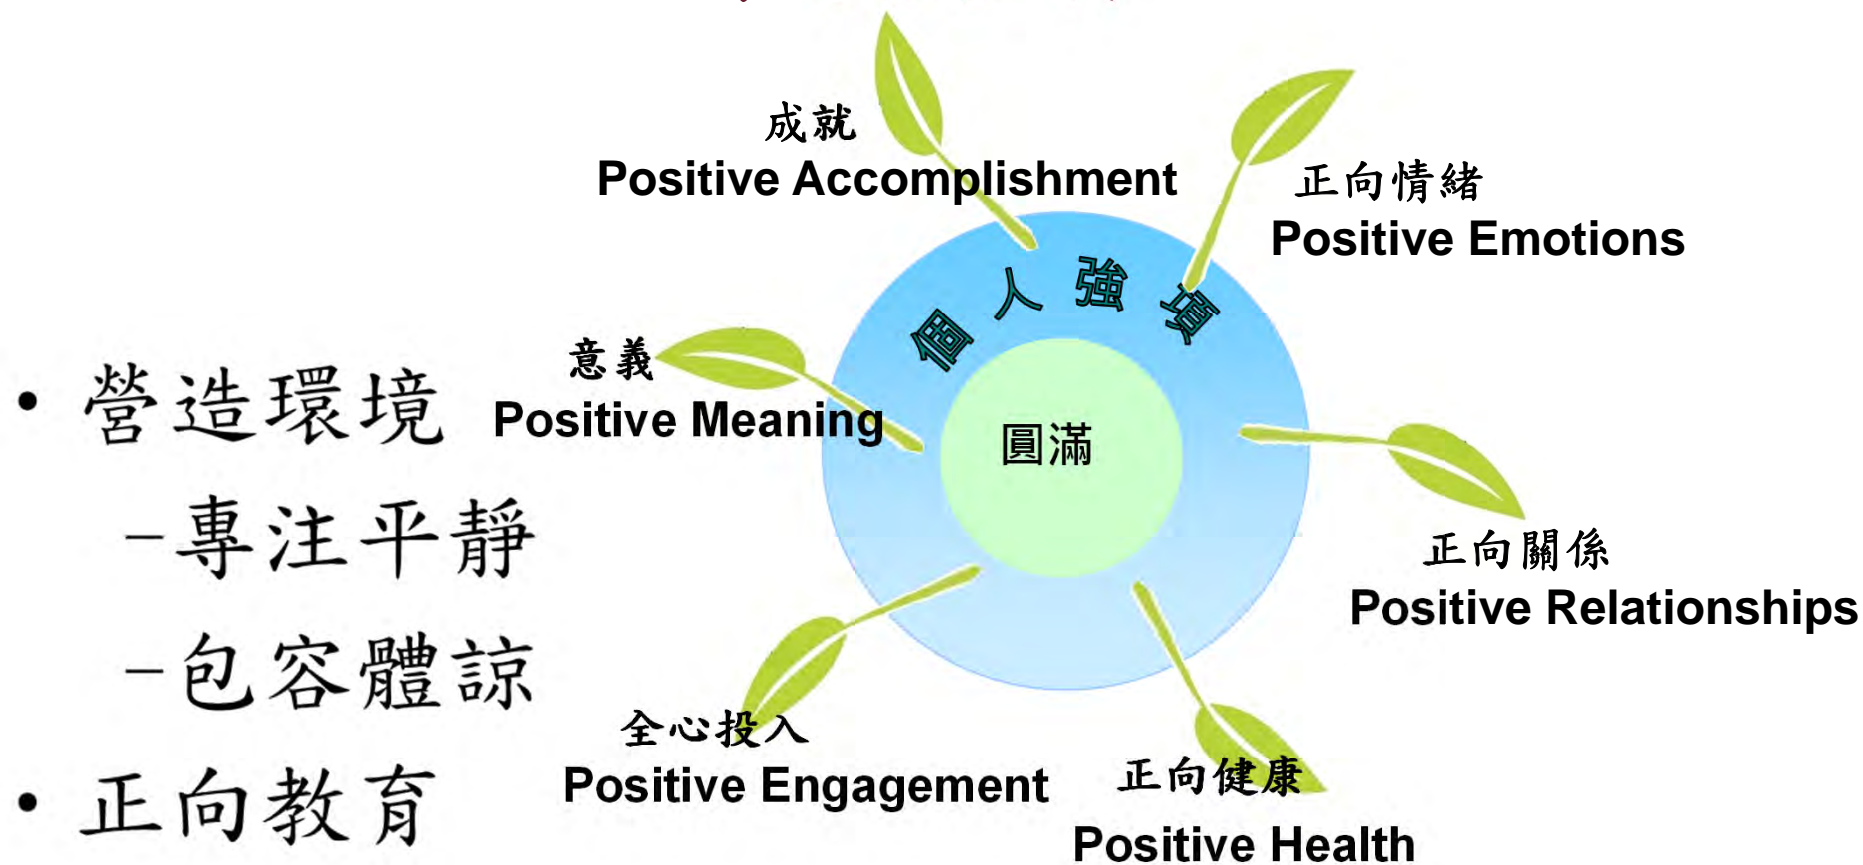 • 營造環境
–專注平靜
–包容體諒
• 正向教育
成就
Positive Accomplishment
正向情緒
Positive Emotions
個人強項
意義
Positive Meaning
圓滿
正向關係
Positive Relationships
全心投入
Positive Engagement
正向健康
Positive Health